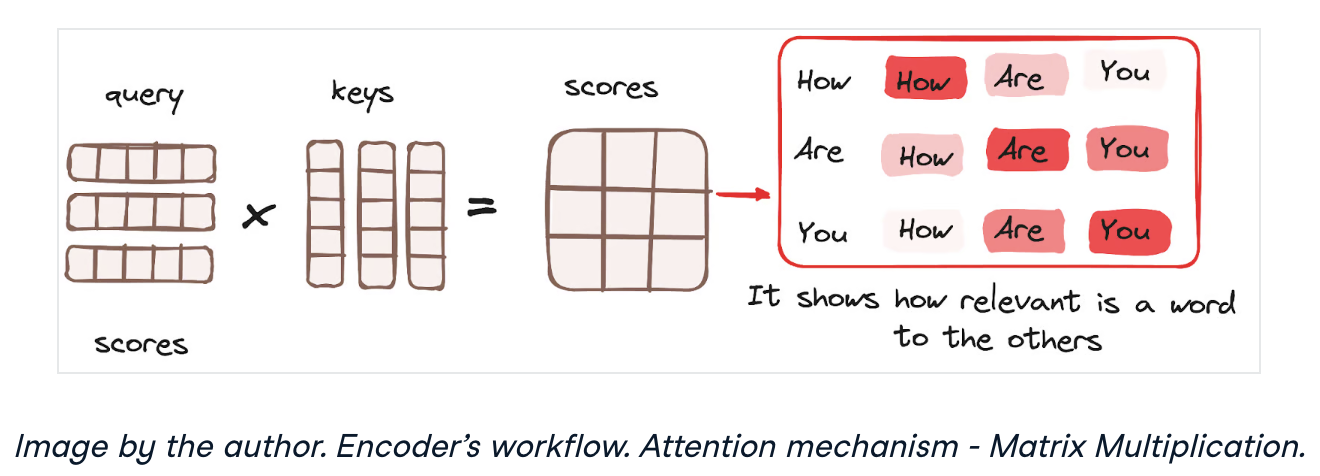 query
keys
scores
x
=
How How Are You
Are How Are You
You How Are You
It shows how relevant is a word
to the others
scores
Image by the author. Encoder’s workflow. Attention mechanism - Matrix Multiplication.